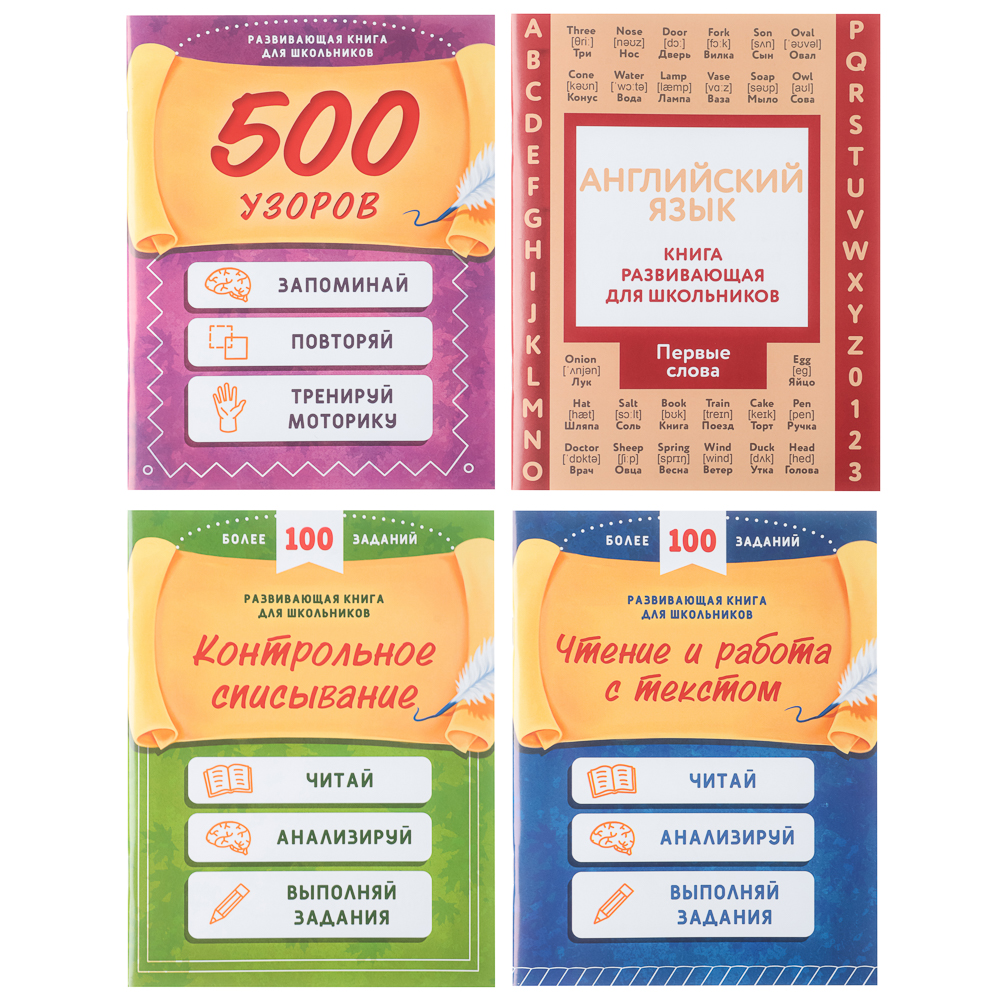 РАЗВИВАЮЩАЯ КНИГА
ДЛЯ ШКОЛЬНИКОВ
500
УЗОРОВ
ЗАПОМИНАЙ
ПОВТОРЯЙ
ТРЕНИРУЙ
МОТОРИКУ
A
B
C
D
E
F
G
H
I
J
K
L
M
N
O
Three Nose Door Fork Son Oval
[θriː] [nəuz] [dɔː] [fɔːk] [sʌn] [ˈəuvəl]
Три Нос Дверь Вилка Сын Овал
Cone Water Lamp Vase Soap Owl
[kəun] [ˈwɔːtə] [læmp] [vɑːz] [səup] [aul]
Конус Вода Лампа Ваза Мыло Сова
АНГЛИЙСКИЙ
ЯЗЫК
КНИГА
РАЗВИВАЮЩАЯ
ДЛЯ ШКОЛЬНИКОВ
Первые
слова
Onion
[ˈʌnjən]
Лук
Egg
[eg]
Яйцо
Hat Salt Book Train Cake Pen
[hæt] [sɔːlt] [buk] [treɪn] [keɪk] [pen]
Шляпа Соль Книга Поезд Торт Ручка
Doctor Sheep Spring Wind Duck Head
[ˈdɒktə] [ʃiːp] [sprɪŋ] [wind] [dʌk] [hed]
Врач Овца Весна Ветер Утка Голова
P
Q
R
S
T
U
V
W
X
Y
Z
0
1
2
3
БОЛЕЕ 100 ЗАДАНИЙ
РАЗВИВАЮЩАЯ КНИГА
ДЛЯ ШКОЛЬНИКОВ
Контрольное
списывание
ЧИТАЙ
АНАЛИЗИРУЙ
ВЫПОЛНЯЙ
ЗАДАНИЯ
БОЛЕЕ 100 ЗАДАНИЙ
РАЗВИВАЮЩАЯ КНИГА
ДЛЯ ШКОЛЬНИКОВ
Чтение и работа
с текстом
ЧИТАЙ
АНАЛИЗИРУЙ
ВЫПОЛНЯЙ
ЗАДАНИЯ